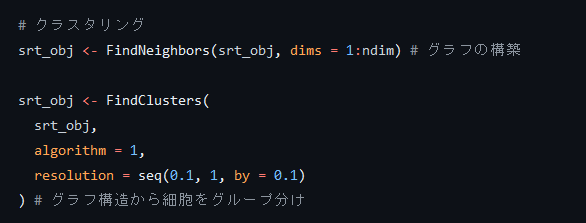 # クラスタリング
srt_obj <- FindNeighbors(srt_obj, dims = 1:ndim) # グラフの構築
srt_obj <- FindClusters(
  srt_obj,
  algorithm = 1,
  resolution = seq(0.1, 1, by = 0.1)
) # グラフ構造から細胞をグループ分け